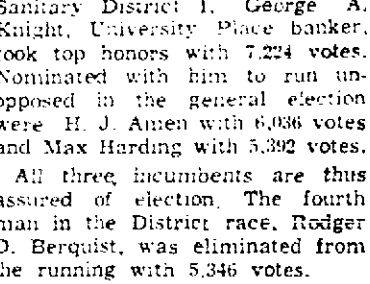 Sanitary District 1, George A.
Knight, University Place banker,
took top honors with 7,224 votes.
Nominated with him to run un-
opposed in the general election
were H. J. Amen with 6,036 votes
and Max Harding with 5,392 votes.
All three incumbents are thus
assured of election. The fourth
man in the District race, Rodger
D. Berquist, was eliminated from
the running with 5,346 votes.